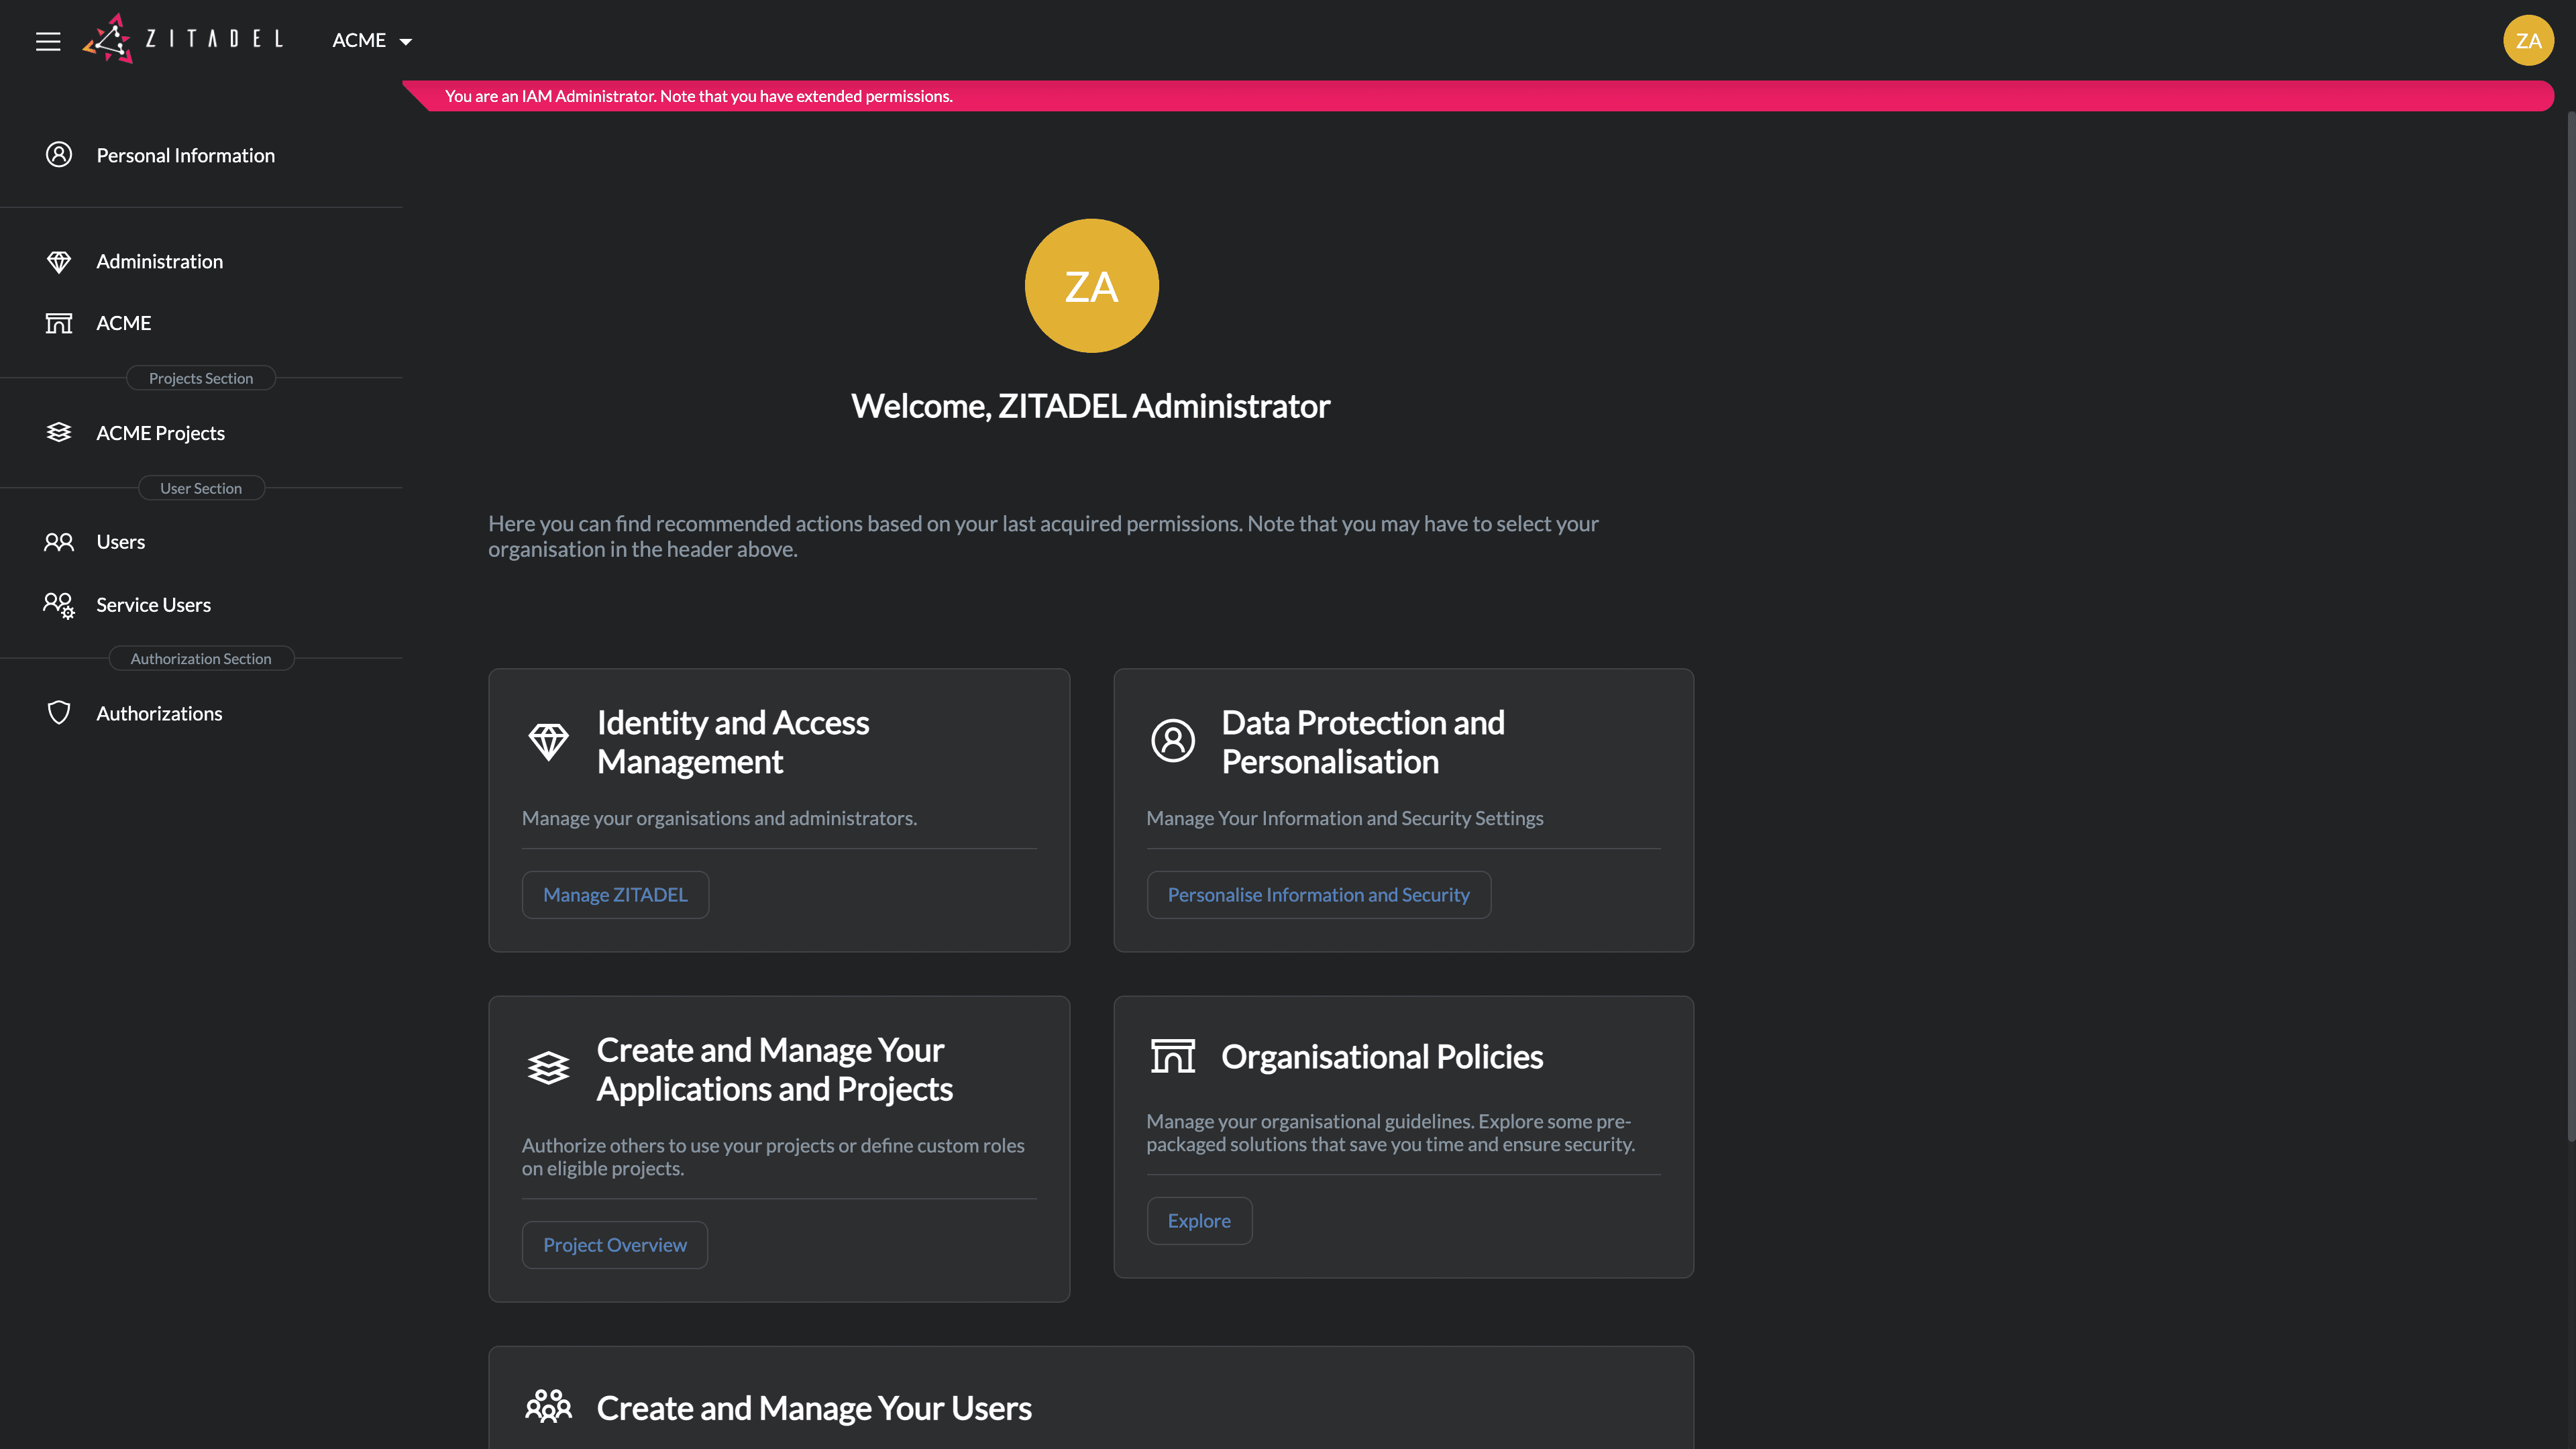 ZITADEL
ACME
ZA
You are an IAM Administrator. Note that you have extended permissions.
Personal Information
Administration
ACME
Projects Section
ACME Projects
User Section
Users
Service Users
Authorization Section
Authorizations
ZA
Welcome, ZITADEL Administrator
Here you can find recommended actions based on your last acquired permissions. Note that you may have to select your
organisation in the header above.
Identity and Access
Management
Manage your organisations and administrators.
Manage ZITADEL
Data Protection and
Personalisation
Manage Your Information and Security Settings
Personalise Information and Security
Create and Manage Your
Applications and Projects
Authorize others to use your projects or define custom roles
on eligible projects.
Project Overview
Organisational Policies
Manage your organisational guidelines. Explore some pre-
packaged solutions that save you time and ensure security.
Explore
Create and Manage Your Users